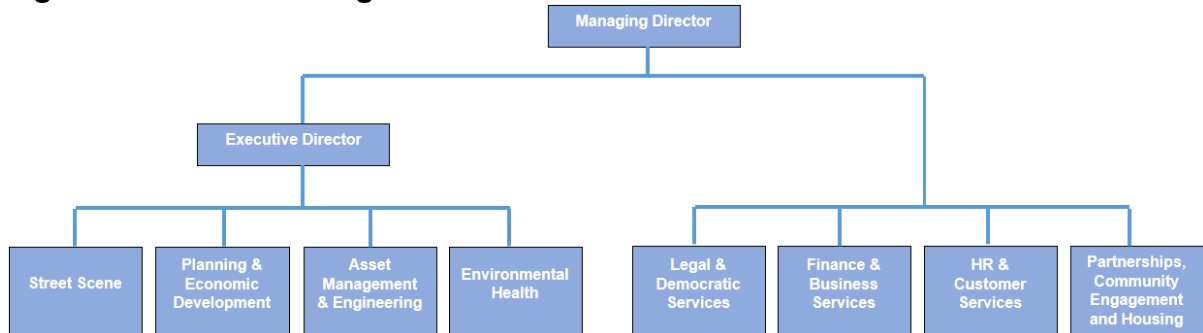 Managing Director
Executive Director
Street Scene
Planning &
Economic
Development
Asset
Management
& Engineering
Environmental
Health
Legal &
Democratic
Services
Finance &
Business
Services
HR &
Customer
Services
Partnerships,
Community
Engagement
and Housing